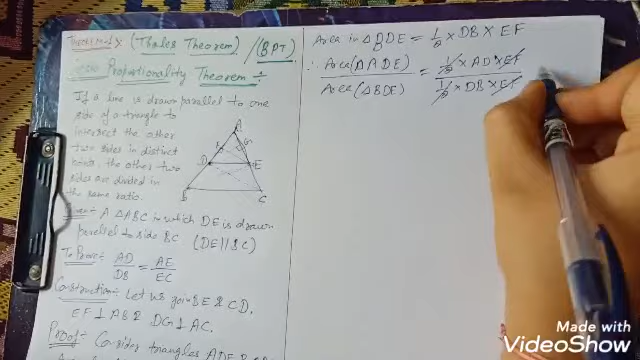 Theorem-1 (Thales Theorem) / (BPT)
Basic Proportionality Theorem :-
If a line is drawn parallel to one
side of a triangle to
intersect the other
two sides in distinct
points, the other two
sides are divided in
the same ratio.
A
G
D
E
B
C
Given:- A △ABC in which DE is drawn
parallel to side BC. (DE||BC)
To Prove:- AD/DB = AE/EC
Construction:- Let us join BE & CD.
EF ⊥ AB & DG ⊥ AC.
Proof:- Consider triangles ADE &
Area in △BDE = 1/2 × DB × EF
∴ Area(△ADE) / Area(△BDE) = 1/2 × AD × EF / 1/2 × DB × EF
Made with
VideoShow